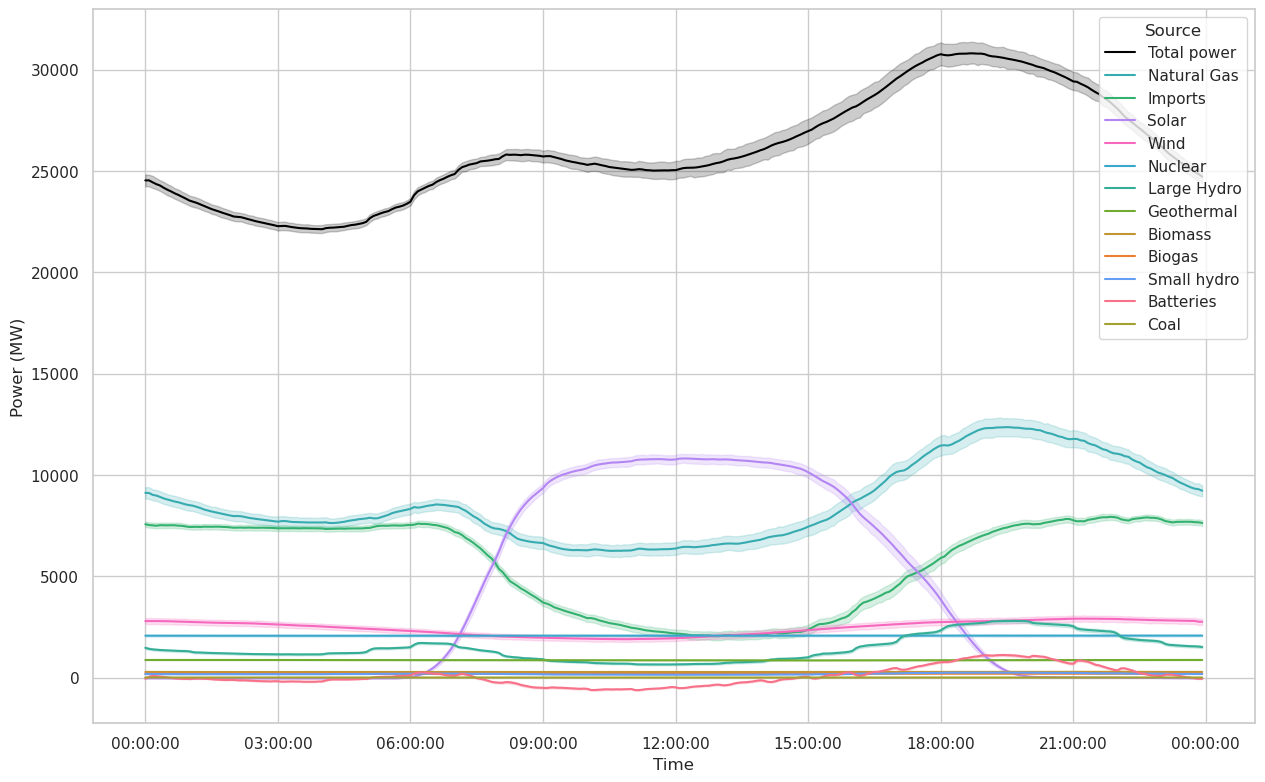 Source
Total power
Natural Gas
Imports
Solar
Wind
Nuclear
Large Hydro
Geothermal
Biomass
Biogas
Small hydro
Batteries
Coal
Power (MW)
30000
25000
20000
15000
10000
5000
0
00:00:00 03:00:00 06:00:00 09:00:00 12:00:00 15:00:00 18:00:00 21:00:00 00:00:00
Time